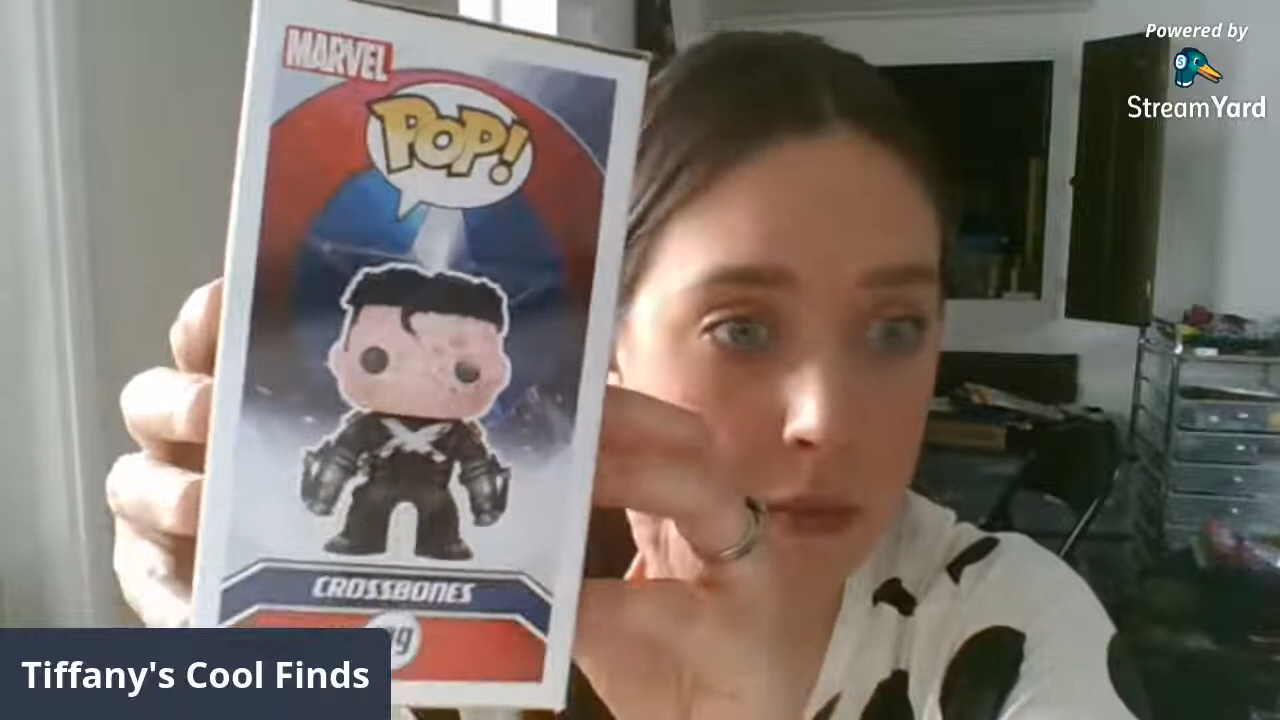 Powered by
StreamYard
MARVEL
POP!
CROSSBONES
Tiffany's Cool Finds